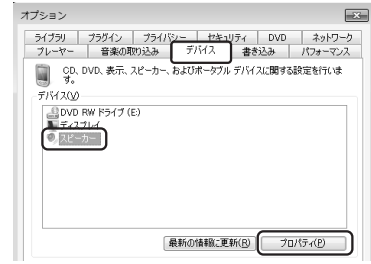 オプション
ライブラリ プラグイン プライバシー セキュリティ DVD ネットワーク
プレーヤー 音楽の取り込み デバイス 書き込み パフォーマンス
CD、DVD、表示、スピーカー、およびポータブル デバイスに関する設定を行いま
す。
デバイス(V)
DVD RW ドライブ (E:)
ディスプレイ
スピーカー
最新の情報に更新(R) プロパティ(P)